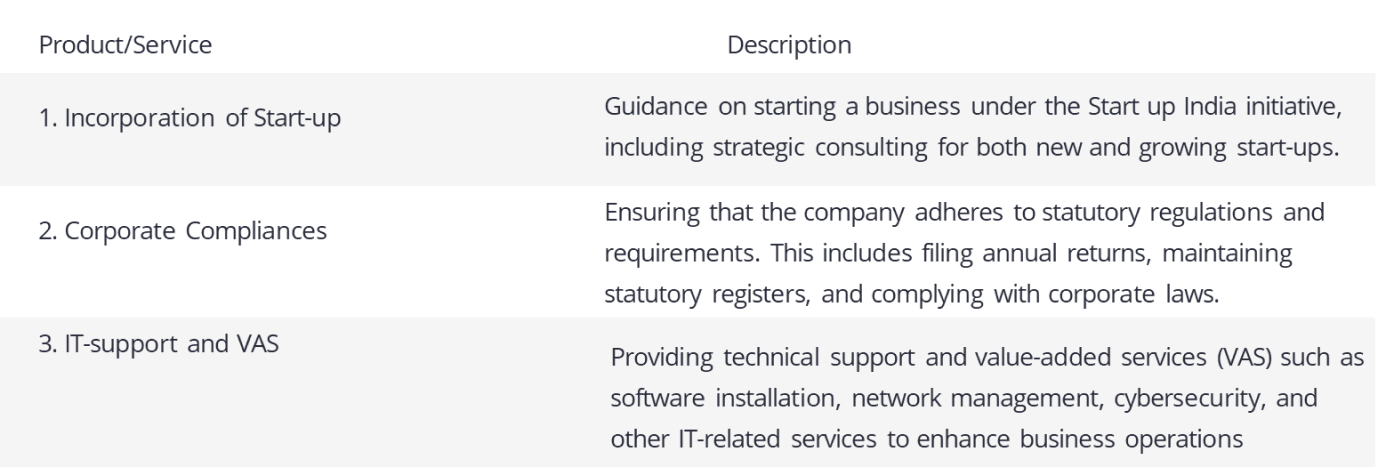 Product/Service Description
1. Incorporation of Start-up
Guidance on starting a business under the Start up India initiative,
including strategic consulting for both new and growing start-ups.
2. Corporate Compliances
Ensuring that the company adheres to statutory regulations and
requirements. This includes filing annual returns, maintaining
statutory registers, and complying with corporate laws.
3. IT-support and VAS
Providing technical support and value-added services (VAS) such as
software installation, network management, cybersecurity, and
other IT-related services to enhance business operations